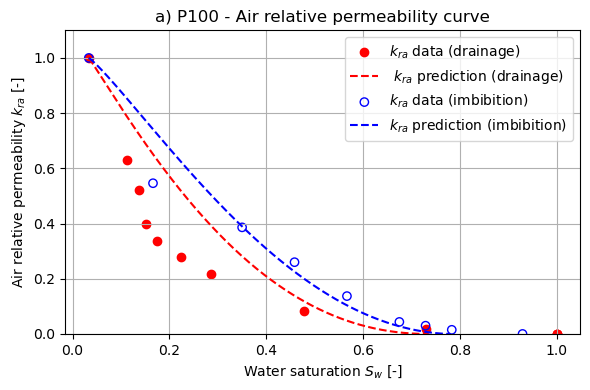 a) P100 - Air relative permeability curve
k_ra data (drainage)
k_ra prediction (drainage)
k_ra data (imbibition)
k_ra prediction (imbibition)
Air relative permeability k_ra [-]
1.0
0.8
0.6
0.4
0.2
0.0
0.0 0.2 0.4 0.6 0.8 1.0
Water saturation S_w [-]